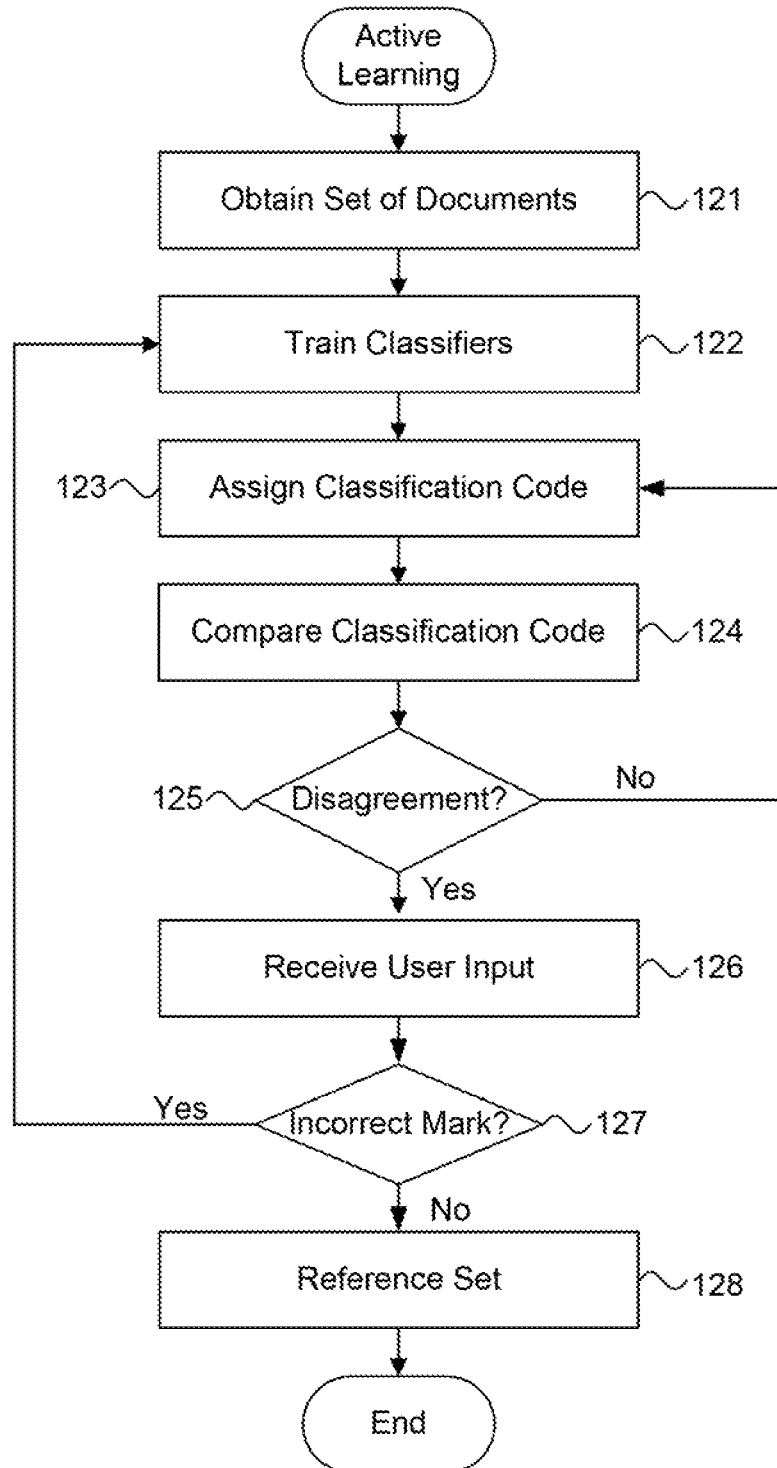 Active
Learning
Obtain Set of Documents
121
Train Classifiers
122
123
Assign Classification Code
Compare Classification Code
124
125
Disagreement?
No
Yes
Receive User Input
126
Yes
Incorrect Mark?
127
No
Reference Set
128
End